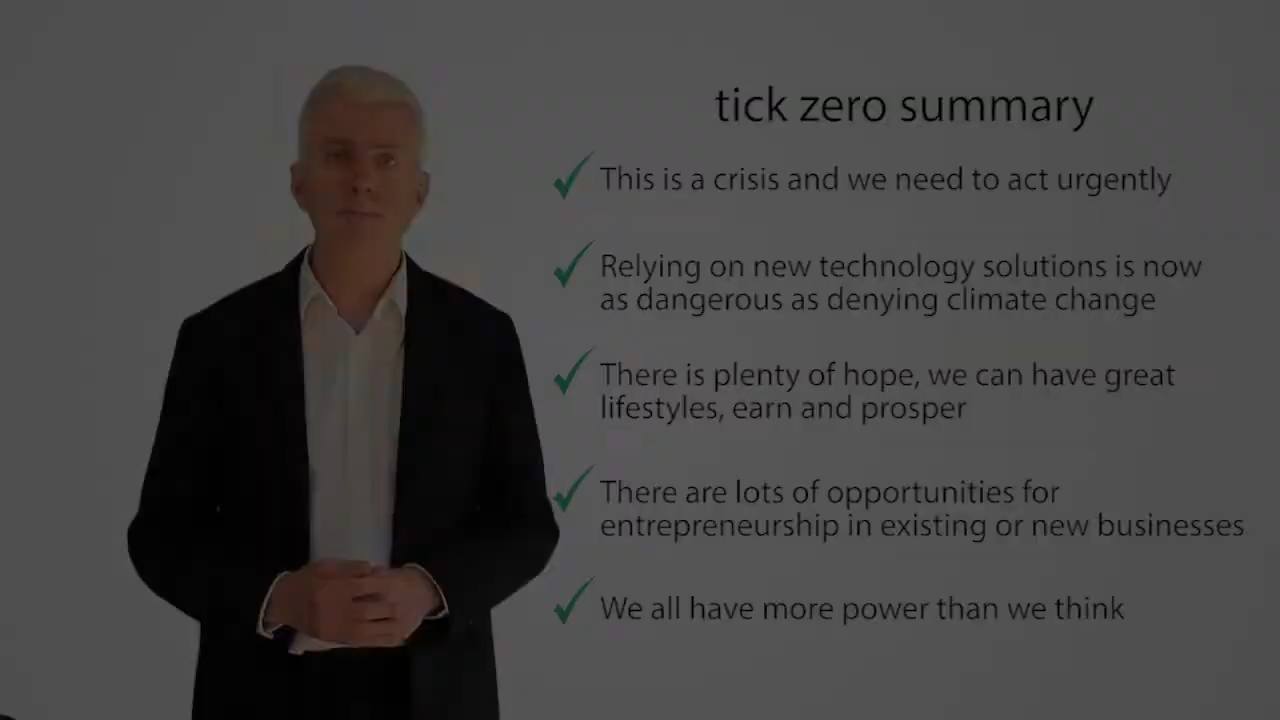 tick zero summary
This is a crisis and we need to act urgently
Relying on new technology solutions is now
as dangerous as denying climate change
There is plenty of hope, we can have great
lifestyles, earn and prosper
There are lots of opportunities for
entrepreneurship in existing or new businesses
We all have more power than we think